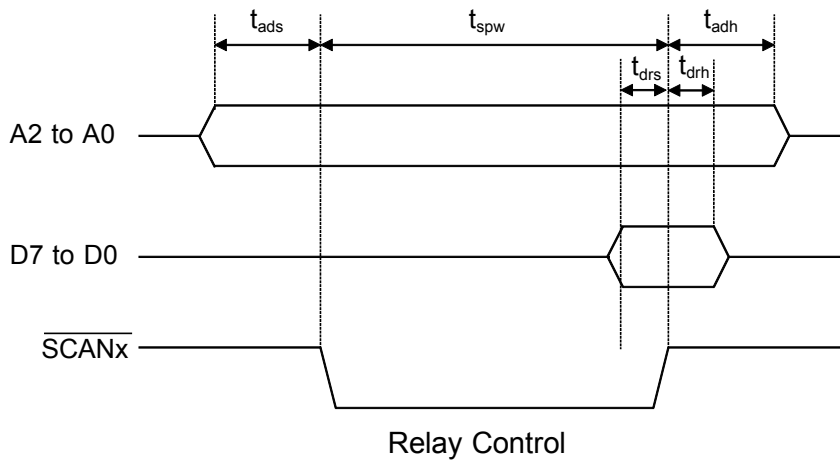 tads tspw tadh
tdrs tdrh
A2 to A0
D7 to D0
SCANx
Relay Control